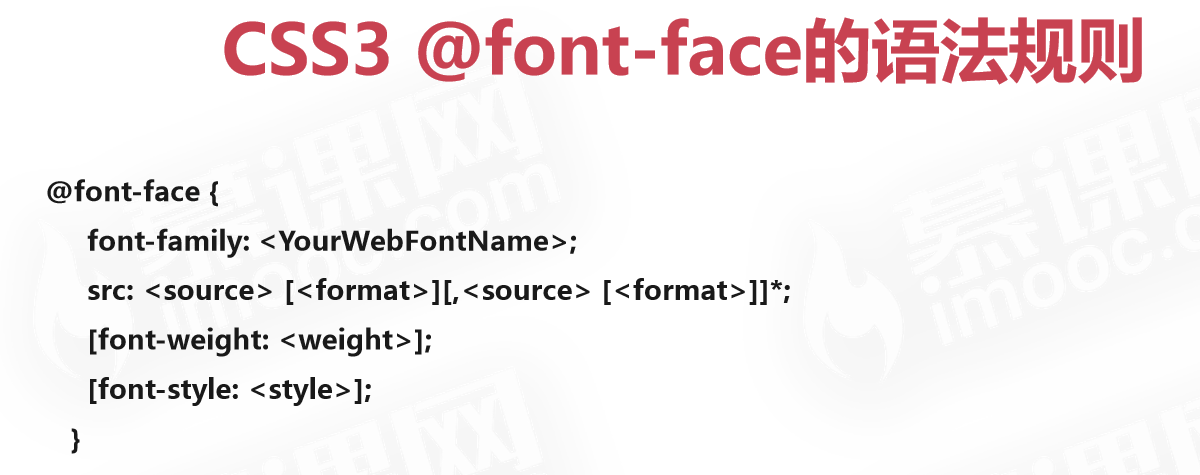 CSS3 @font-face的语法规则
慕课网
imooc.com
慕课网
imooc.com
@font-face {
font-family: <YourWebFontName>;
src: <source> [<format>][,<source> [<format>]]*;
[font-weight: <weight>];
[font-style: <style>];
}